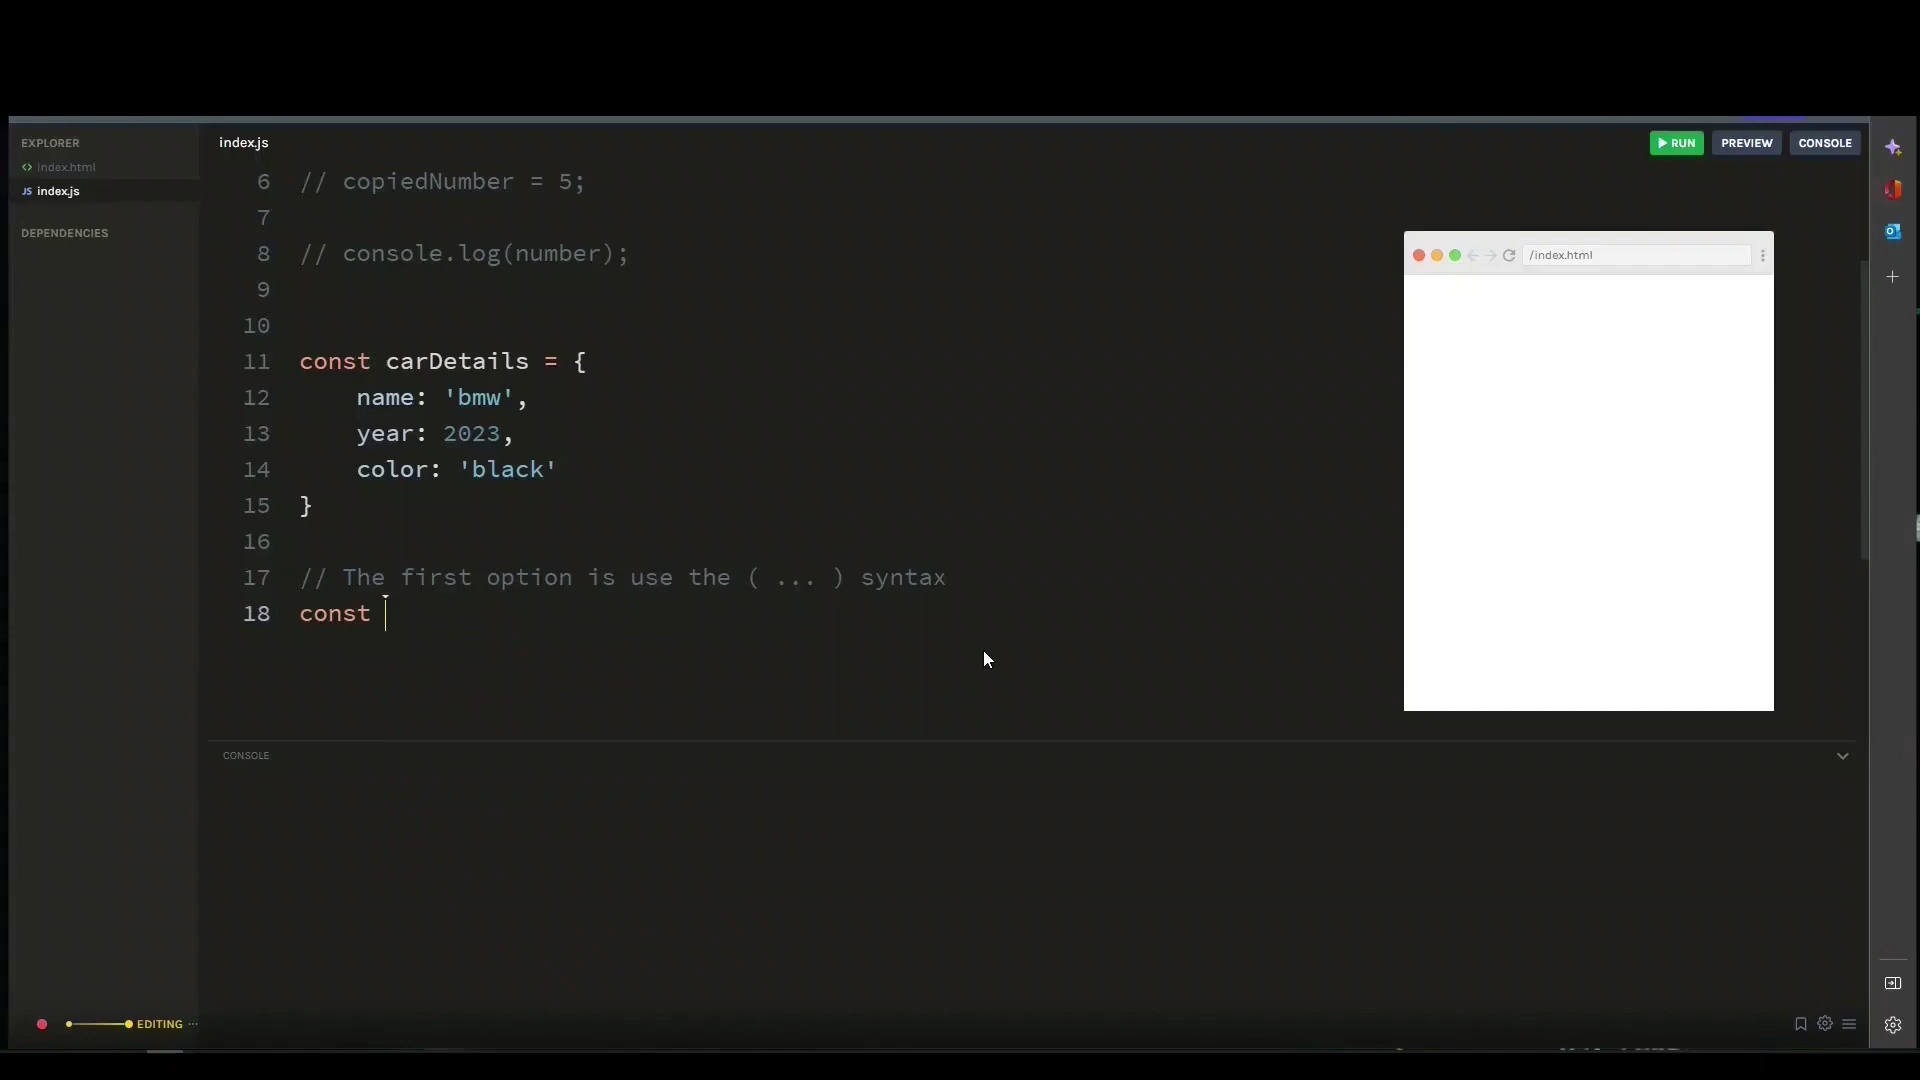 EXPLORER
index.html
JS index.js
DEPENDENCIES
index.js
RUN
PREVIEW
CONSOLE
6 // copiedNumber = 5;
7
8 // console.log(number);
9
10
11 const carDetails = {
12 name: 'bmw',
13 year: 2023,
14 color: 'black'
15 }
16
17 // The first option is use the ( ... ) syntax
18 const
/index.html
CONSOLE
EDITING ...